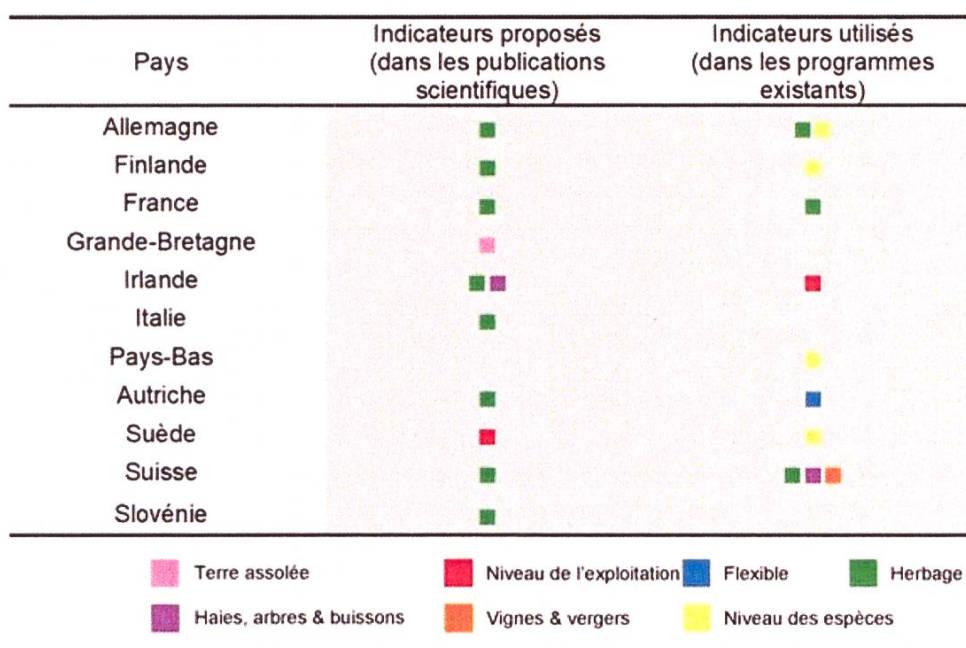 Pays
Indicateurs proposés
(dans les publications
scientifiques)
Indicateurs utilisés
(dans les programmes
existants)
Allemagne
Finlande
France
Grande-Bretagne
Irlande
Italie
Pays-Bas
Autriche
Suède
Suisse
Slovénie
Terre assolée
Niveau de l'exploitation
Flexible
Herbage
Haies, arbres & buissons
Vignes & vergers
Niveau des espèces